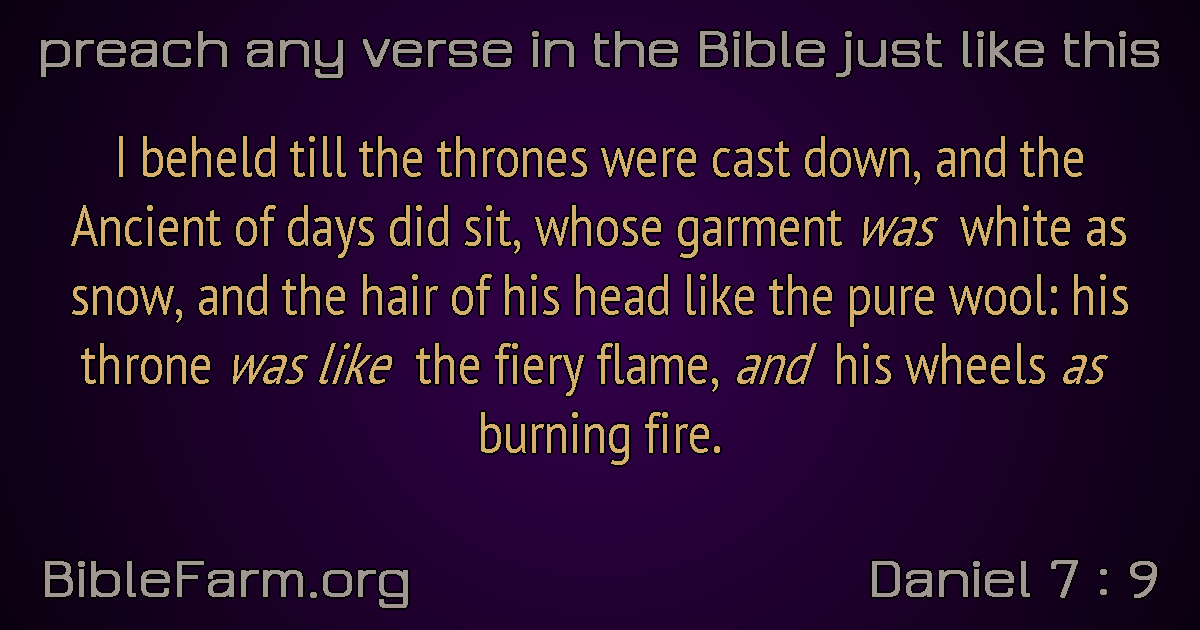 preach any verse in the Bible just like this
I beheld till the thrones were cast down, and the
Ancient of days did sit, whose garment was white as
snow, and the hair of his head like the pure wool: his
throne was like the fiery flame, and his wheels as
burning fire.
BibleFarm.org
Daniel 7 : 9